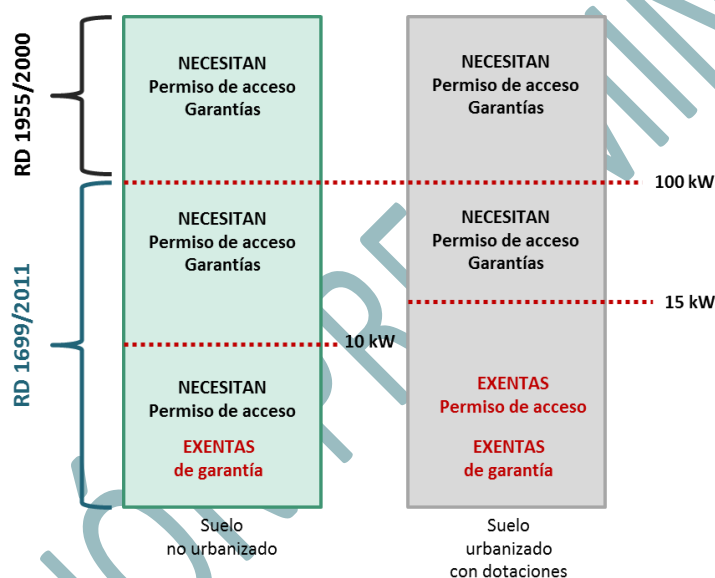 RD 1955/2000
NECESITAN
Permiso de acceso
Garantías
NECESITAN
Permiso de acceso
Garantías
100 kW
RD 1699/2011
NECESITAN
Permiso de acceso
Garantías
NECESITAN
Permiso de acceso
Garantías
15 kW
10 kW
NECESITAN
Permiso de acceso
EXENTAS
de garantía
EXENTAS
Permiso de acceso
EXENTAS
de garantía
Suelo
no urbanizado
Suelo
urbanizado
con dotaciones